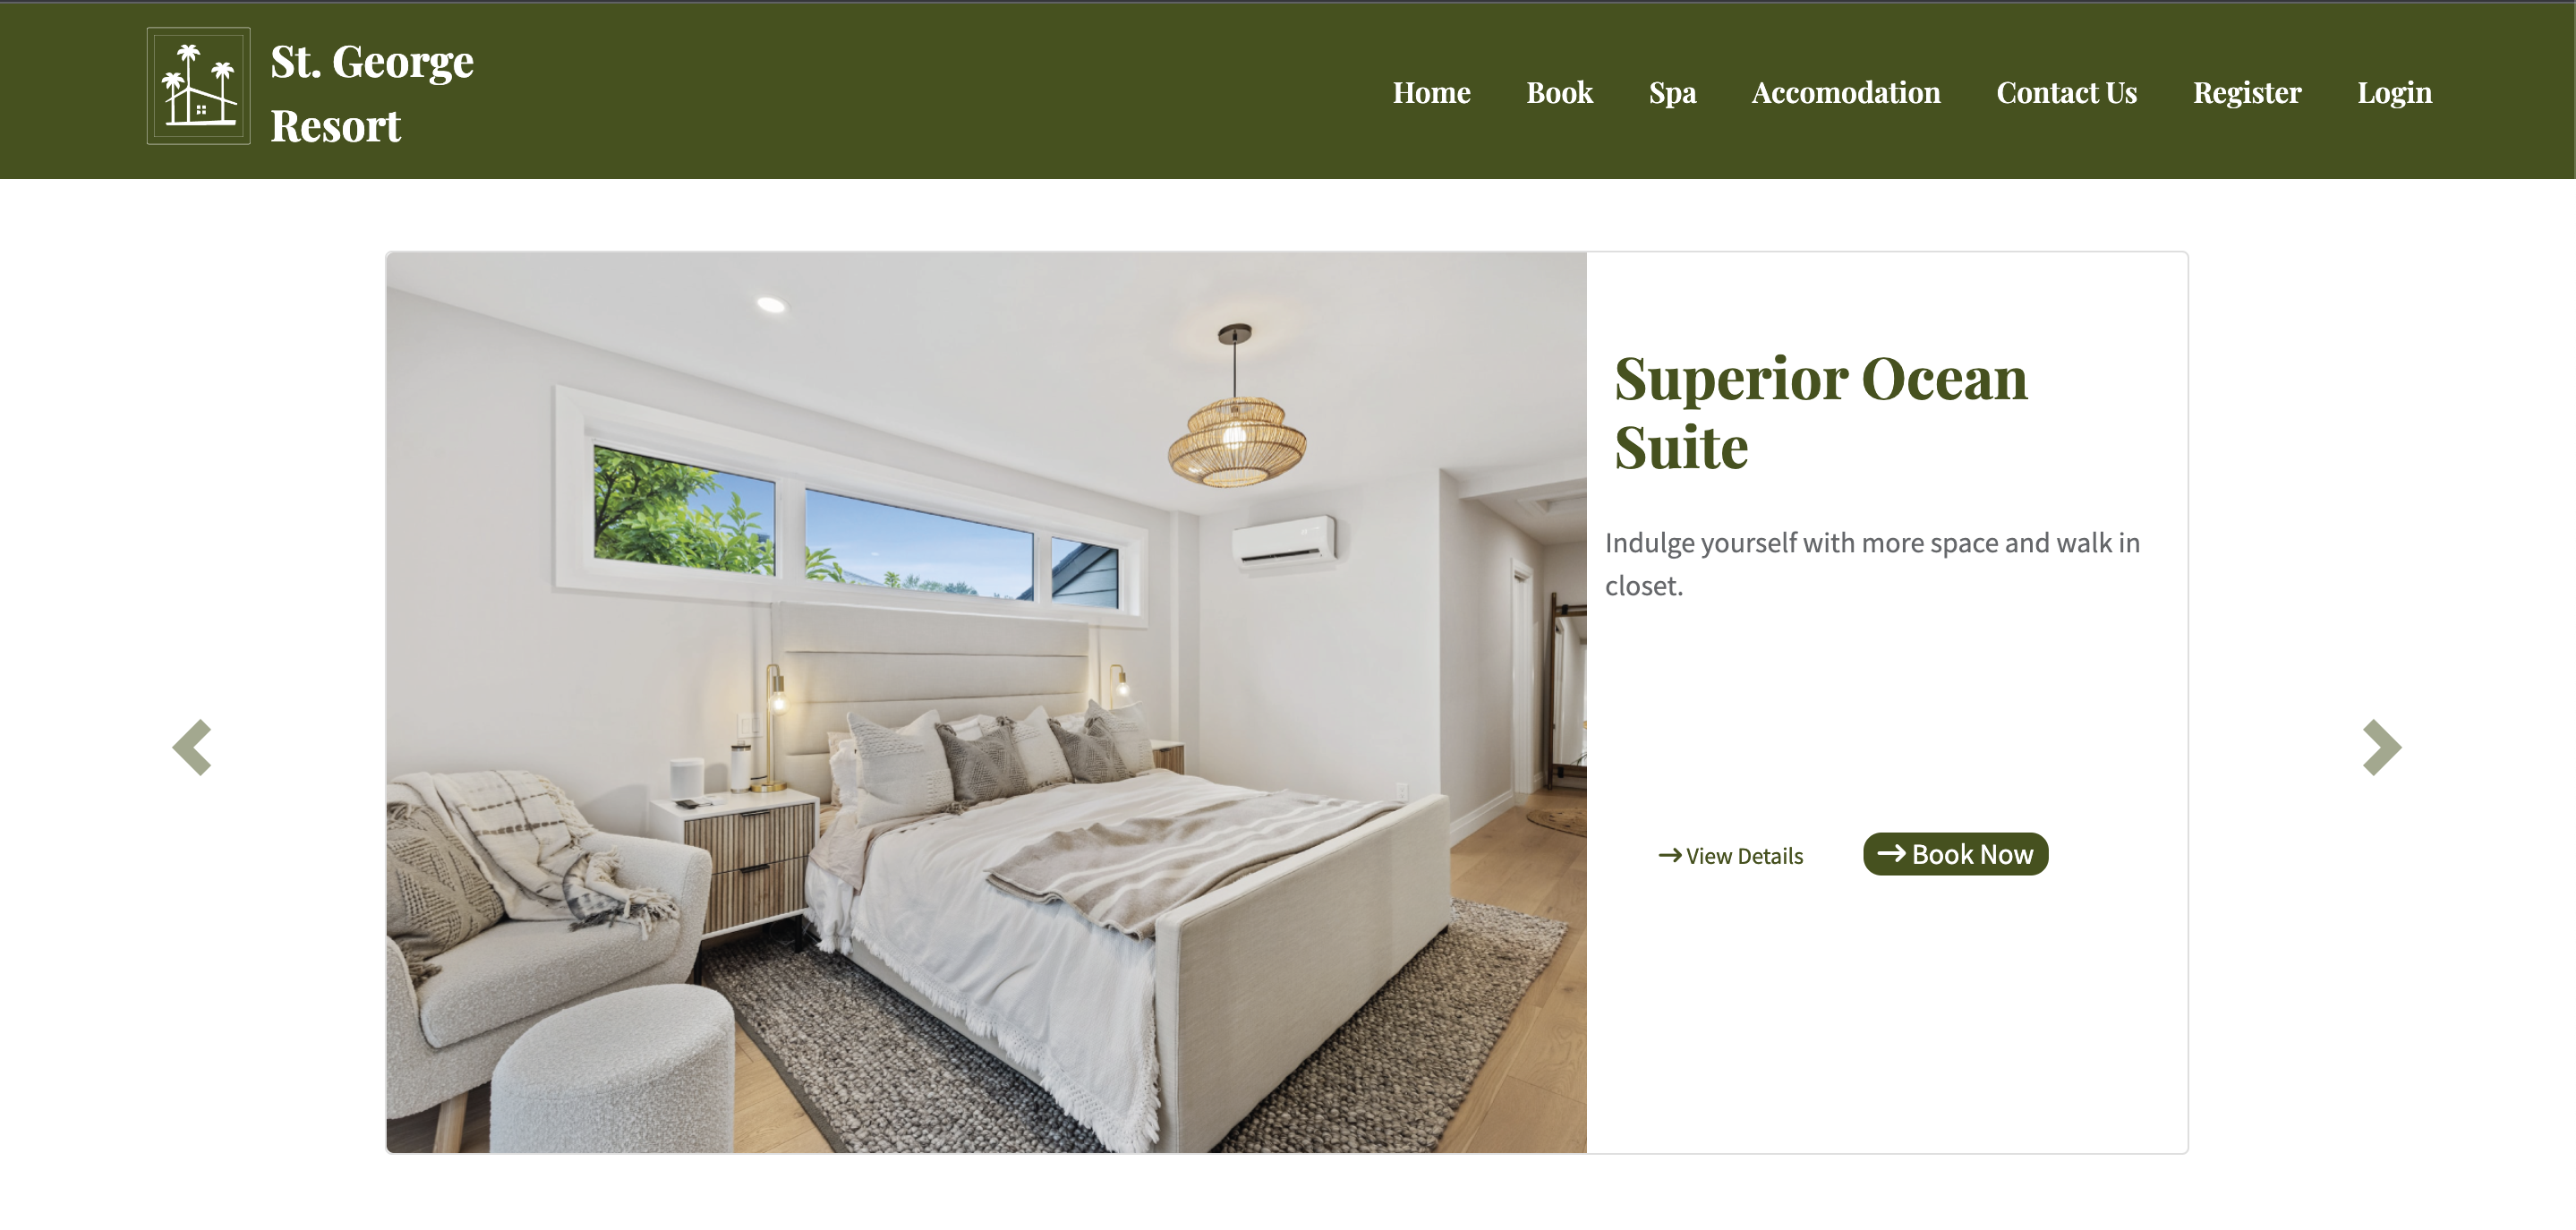 St. George
Resort
Home Book Spa Accomodation Contact Us Register Login
Superior Ocean
Suite
Indulge yourself with more space and walk in
closet.
→ View Details → Book Now